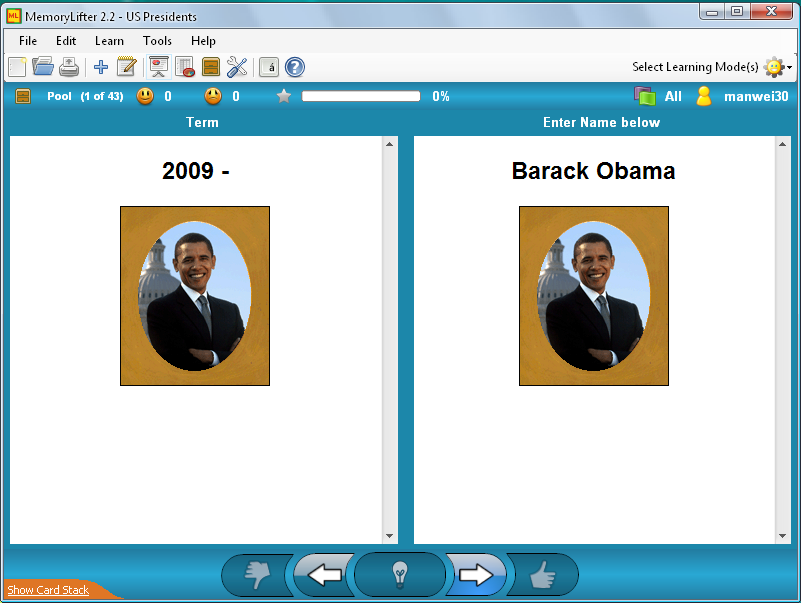 MemoryLifter 2.2 - US Presidents
File Edit Learn Tools Help
á ? Select Learning Mode(s)
Pool (1 of 43) 0 0 0% All manwei30
Term Enter Name below
2009 - Barack Obama
Show Card Stack